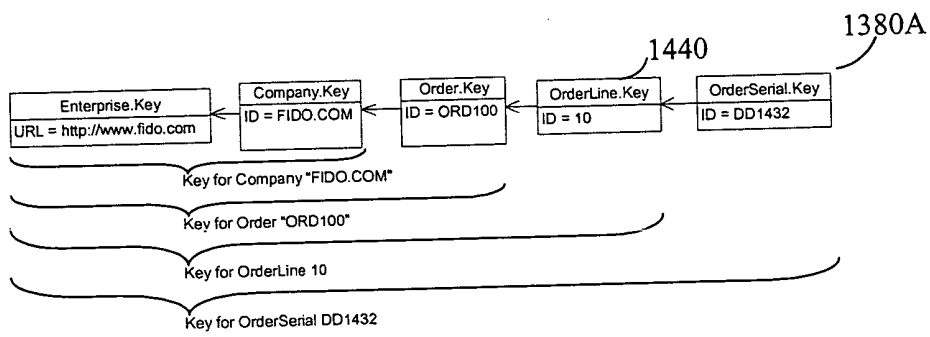 1380A
1440
Enterprise.Key
URL = http://www.fido.com
Company.Key
ID = FIDO.COM
Order.Key
ID = ORD100
OrderLine.Key
ID = 10
OrderSerial.Key
ID = DD1432
Key for Company "FIDO.COM"
Key for Order "ORD100"
Key for OrderLine 10
Key for OrderSerial DD1432